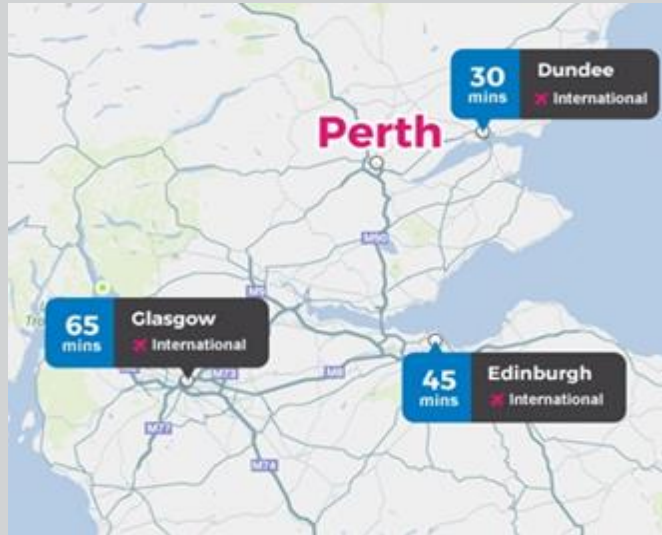 30
mins
Dundee
International
Perth
M90
M9
65
mins
Glasgow
International
M73
M8
45
mins
Edinburgh
International
M77
M74